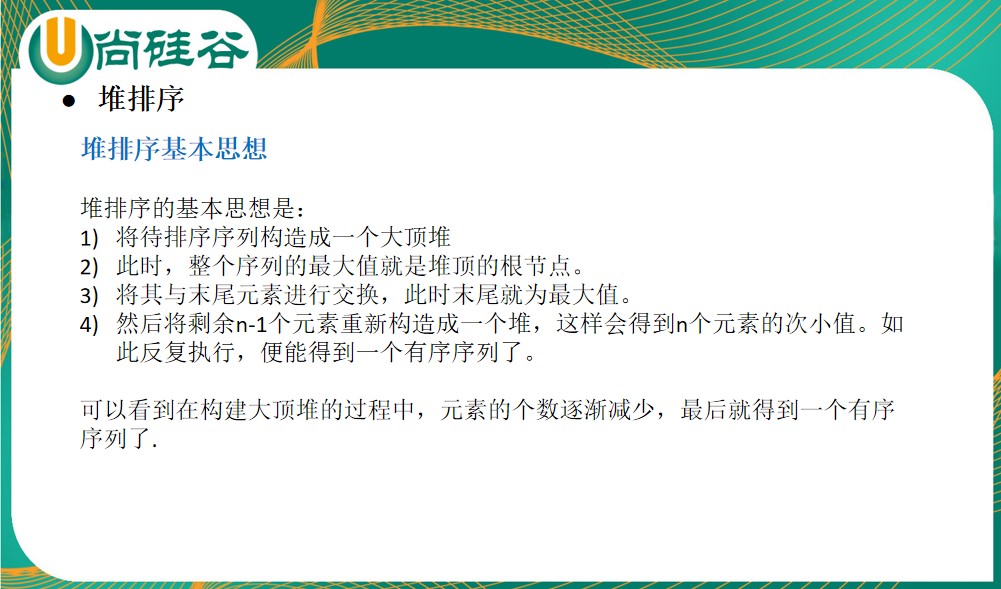 尚硅谷
● 堆排序
堆排序基本思想
堆排序的基本思想是：
1) 将待排序序列构造成一个大顶堆
2) 此时，整个序列的最大值就是堆顶的根节点。
3) 将其与末尾元素进行交换，此时末尾就为最大值。
4) 然后将剩余n-1个元素重新构造成一个堆，这样会得到n个元素的次小值。如
此反复执行，便能得到一个有序序列了。
可以看到在构建大顶堆的过程中，元素的个数逐渐减少，最后就得到一个有序
序列了.